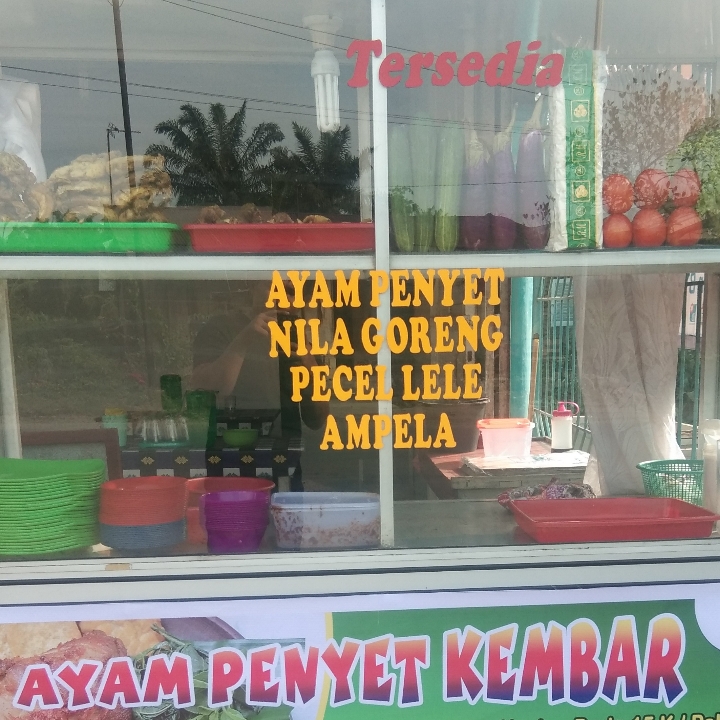 Tersedia
AYAM PENYET
NILA GORENG
PECEL LELE
AMPELA
AYAM PENYET KEMBAR